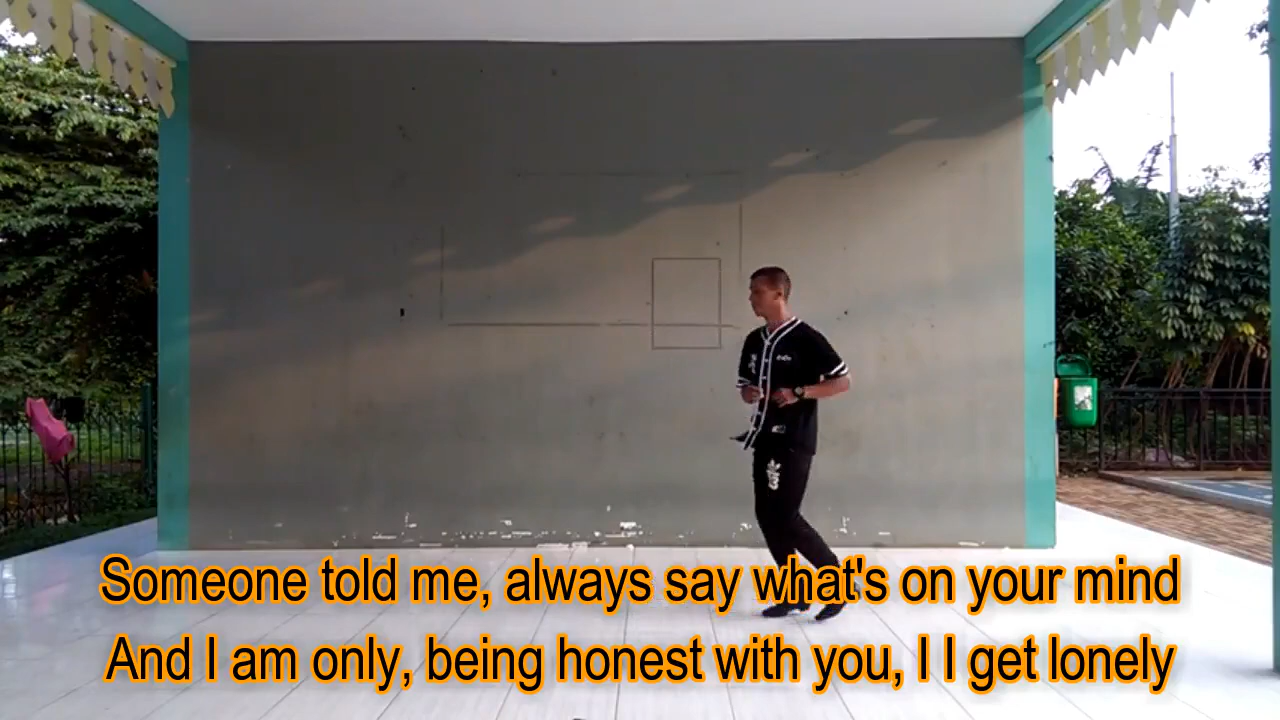 Someone told me, always say what's on your mind
And I am only, being honest with you, I I get lonely